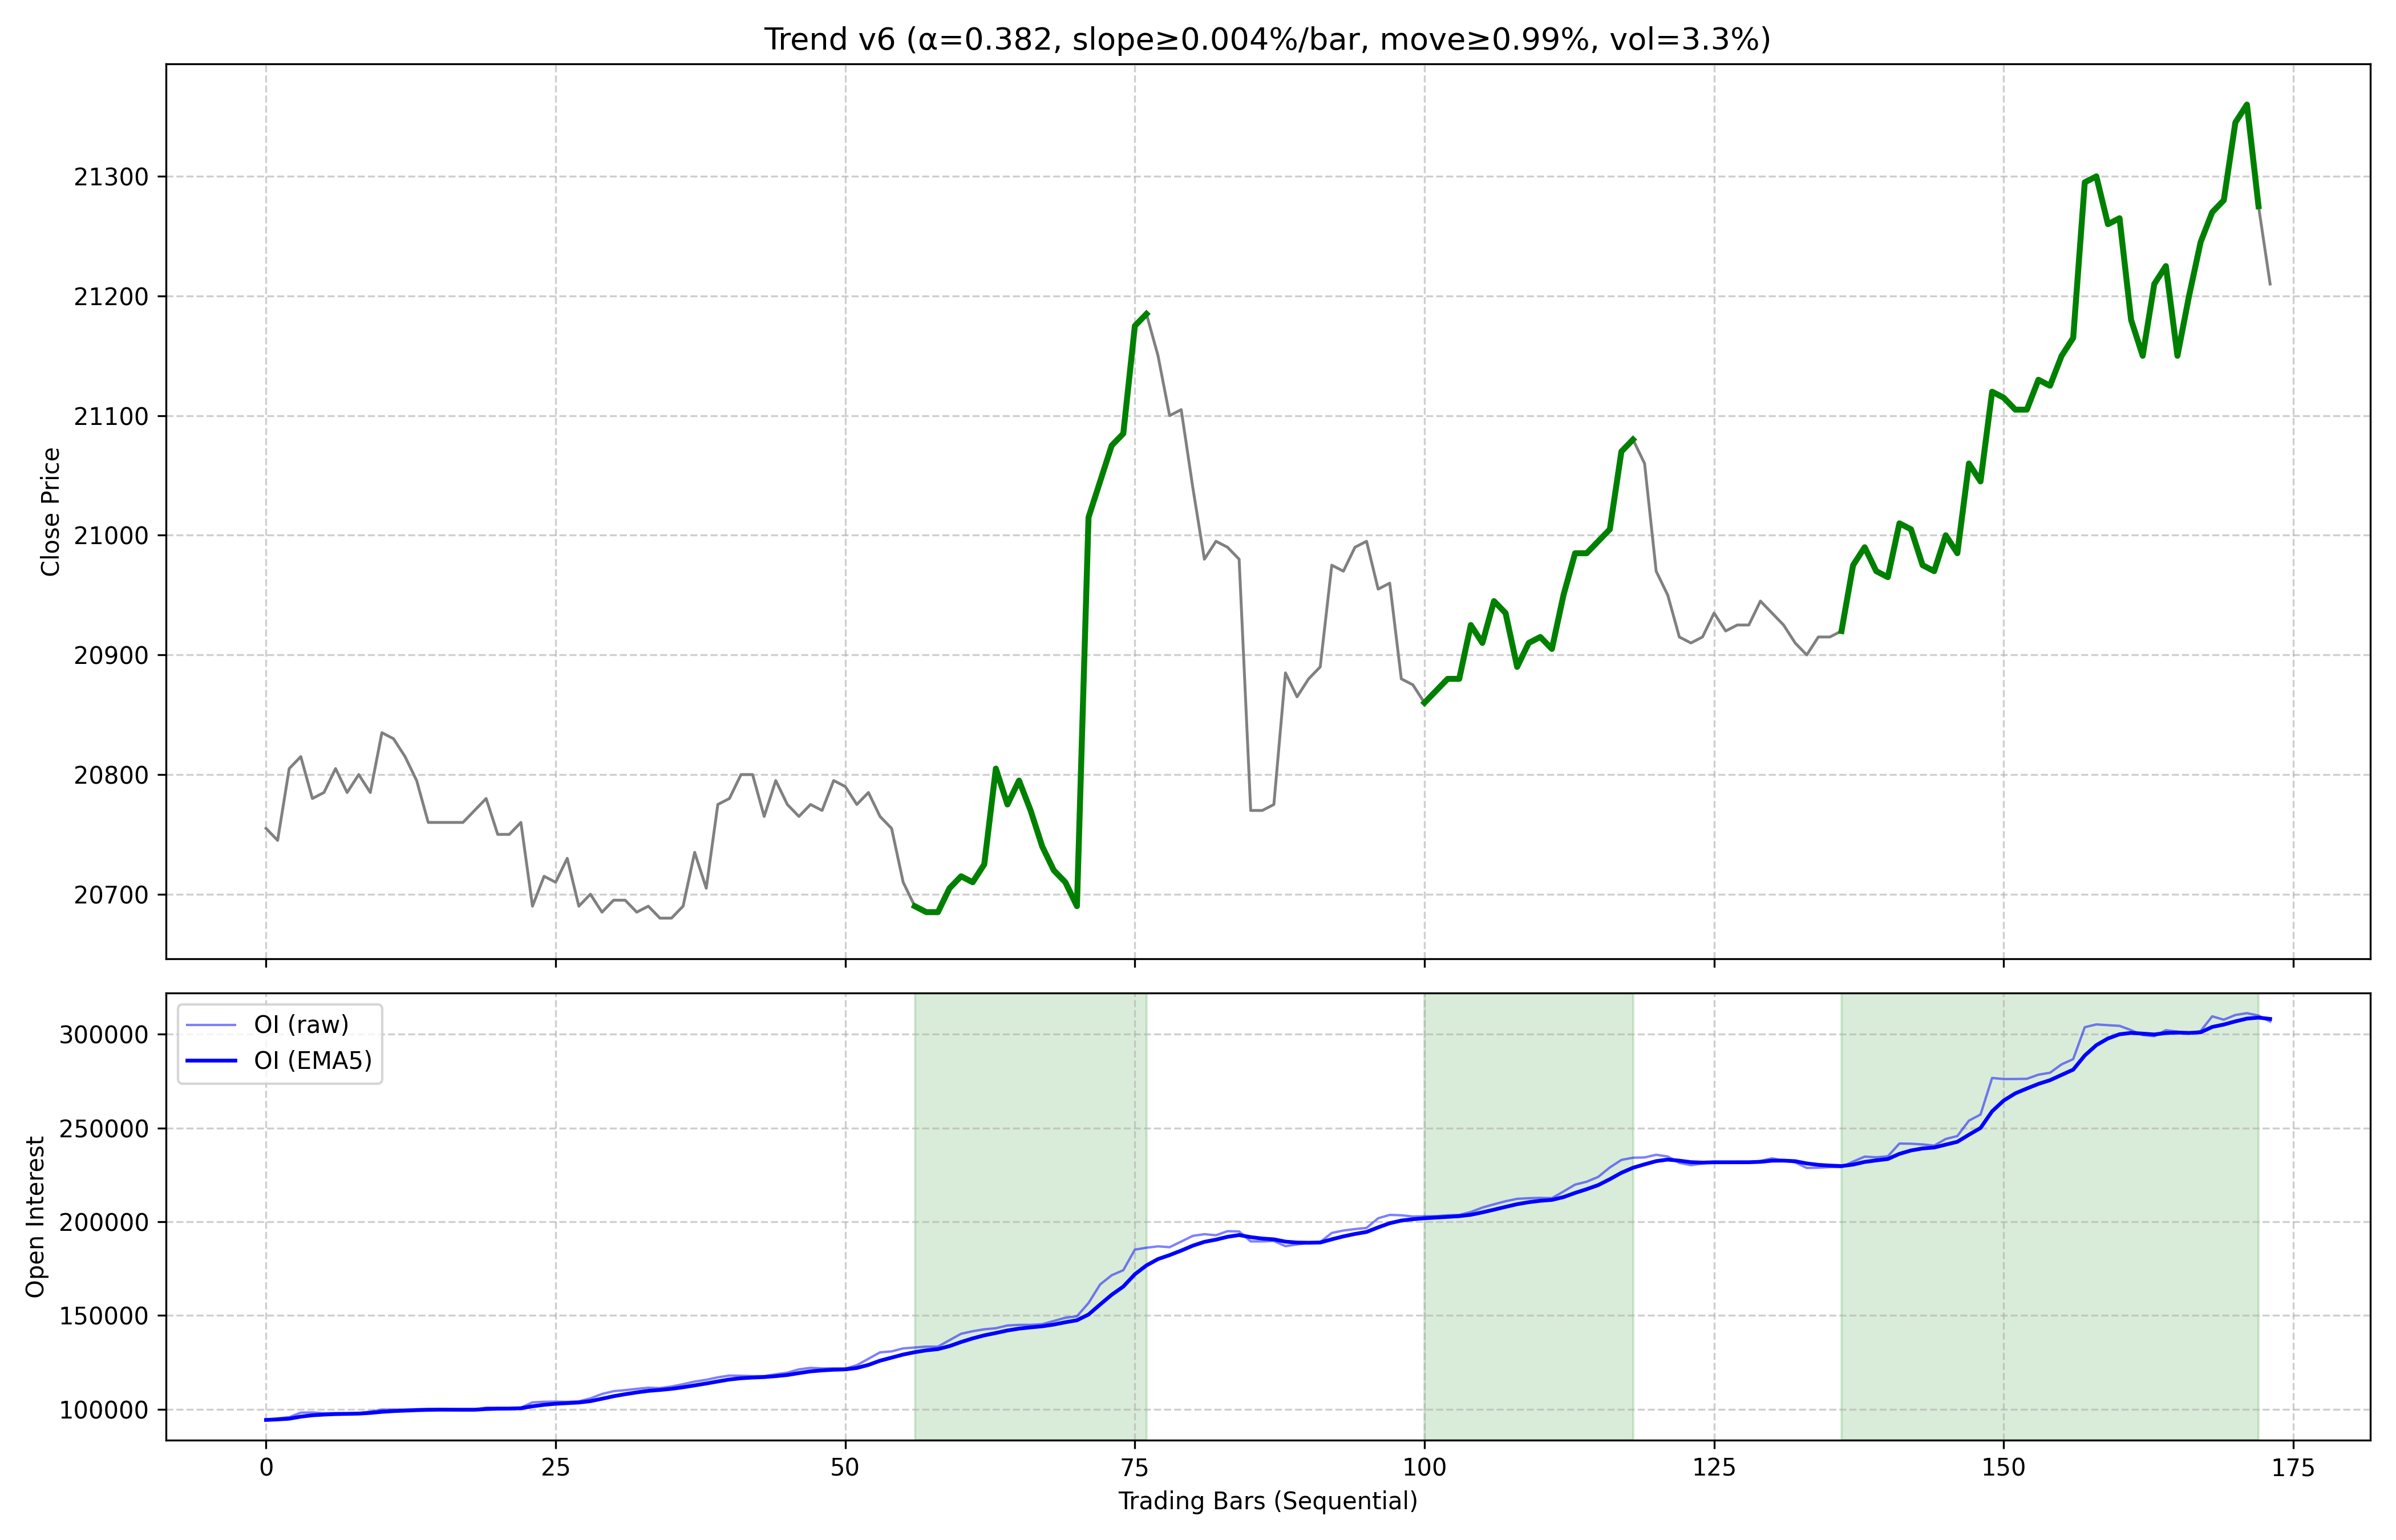 Trend v6 (α=0.382, slope≥0.004%/bar, move≥0.99%, vol=3.3%)
Close Price
21300
21200
21100
21000
20900
20800
20700
OI (raw)
OI (EMA5)
Open Interest
300000
250000
200000
150000
100000
0 25 50 75 100 125 150 175
Trading Bars (Sequential)